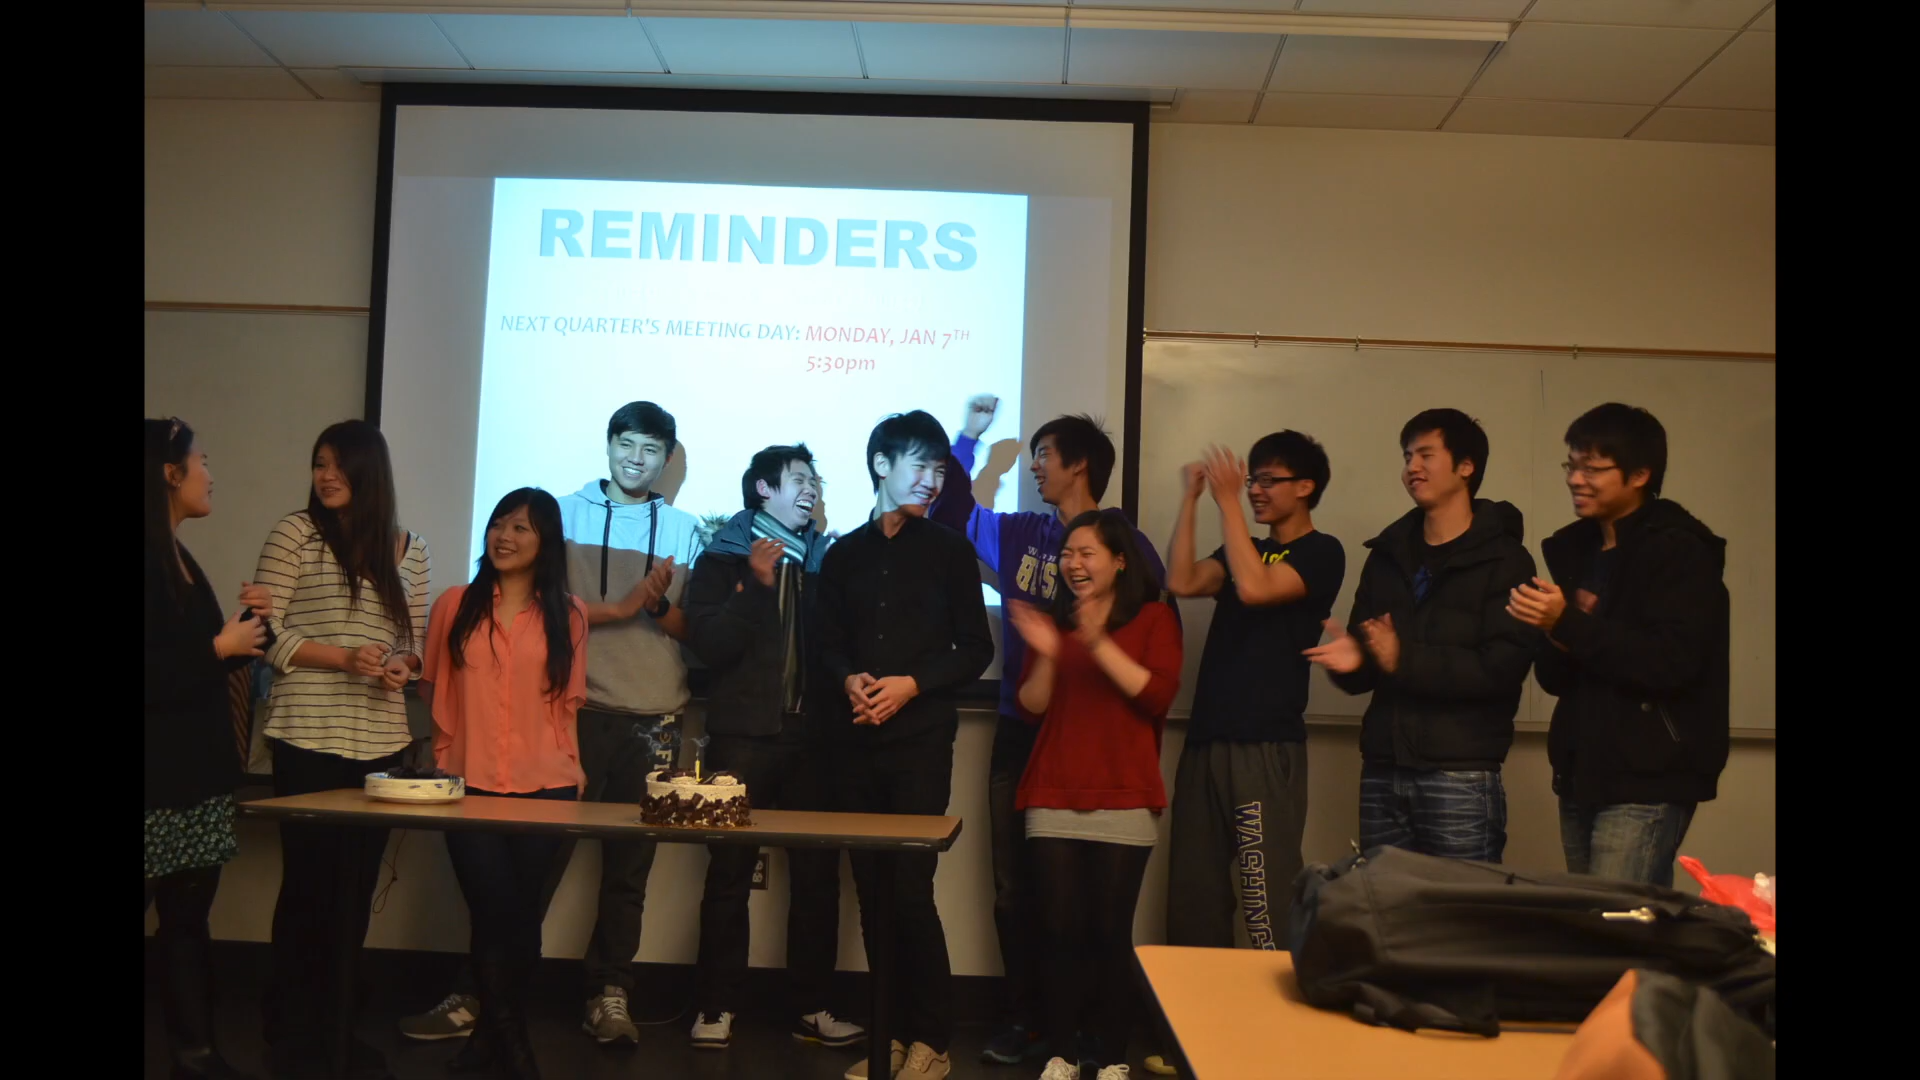 REMINDERS
NEXT QUARTER'S MEETING DAY: MONDAY, JAN 7TH
5:30pm
WASHING